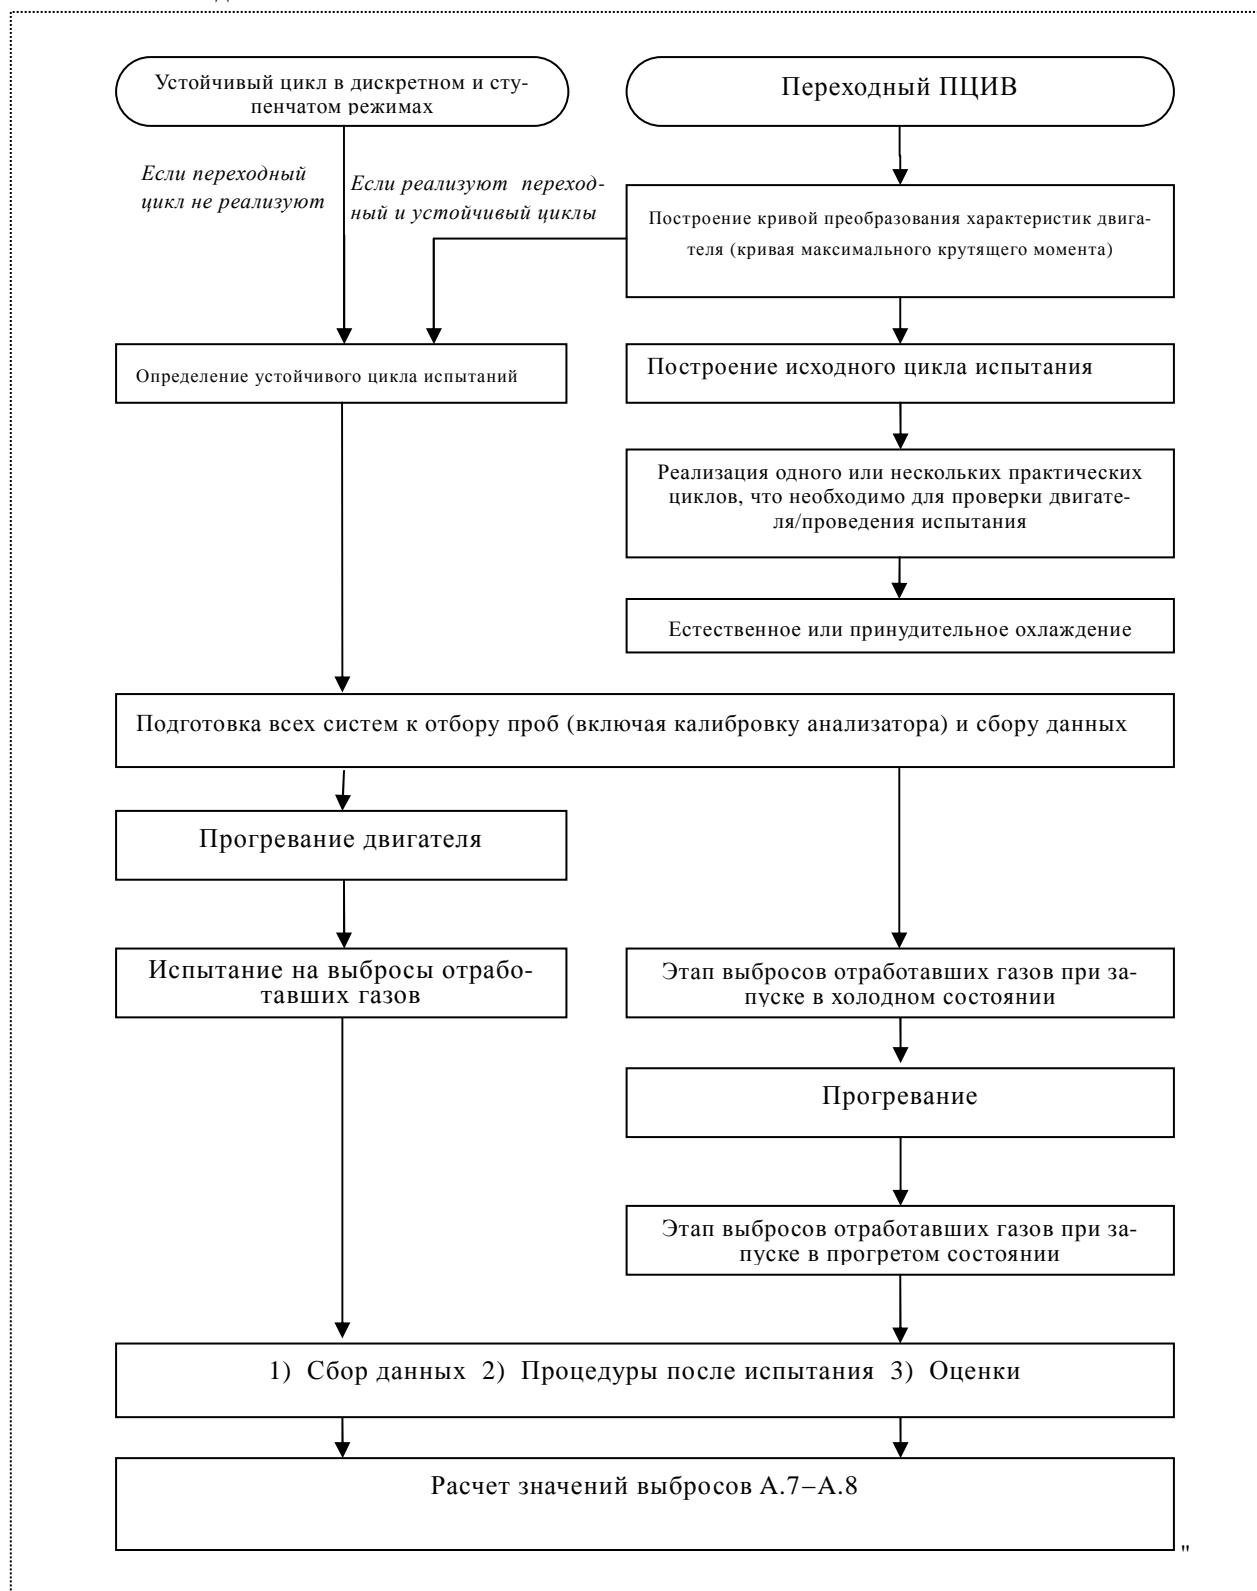 Устойчивый цикл в дискретном и сту-
пенчатом режимах
Переходный ПЦИВ
Если переходный
цикл не реализуют
Если реализуют переход-
ный и устойчивый циклы
Построение кривой преобразования характеристик двига-
теля (кривая максимального крутящего момента)
Определение устойчивого цикла испытаний
Построение исходного цикла испытания
Реализация одного или нескольких практических
циклов, что необходимо для проверки двигате-
ля/проведения испытания
Естественное или принудительное охлаждение
Подготовка всех систем к отбору проб (включая калибровку анализатора) и сбору данных
Прогревание двигателя
Испытание на выбросы отрабо-
тавших газов
Этап выбросов отработавших газов при за-
пуске в холодном состоянии
Прогревание
Этап выбросов отработавших газов при за-
пуске в прогретом состоянии
1) Сбор данных 2) Процедуры после испытания 3) Оценки
Расчет значений выбросов А.7–А.8
"